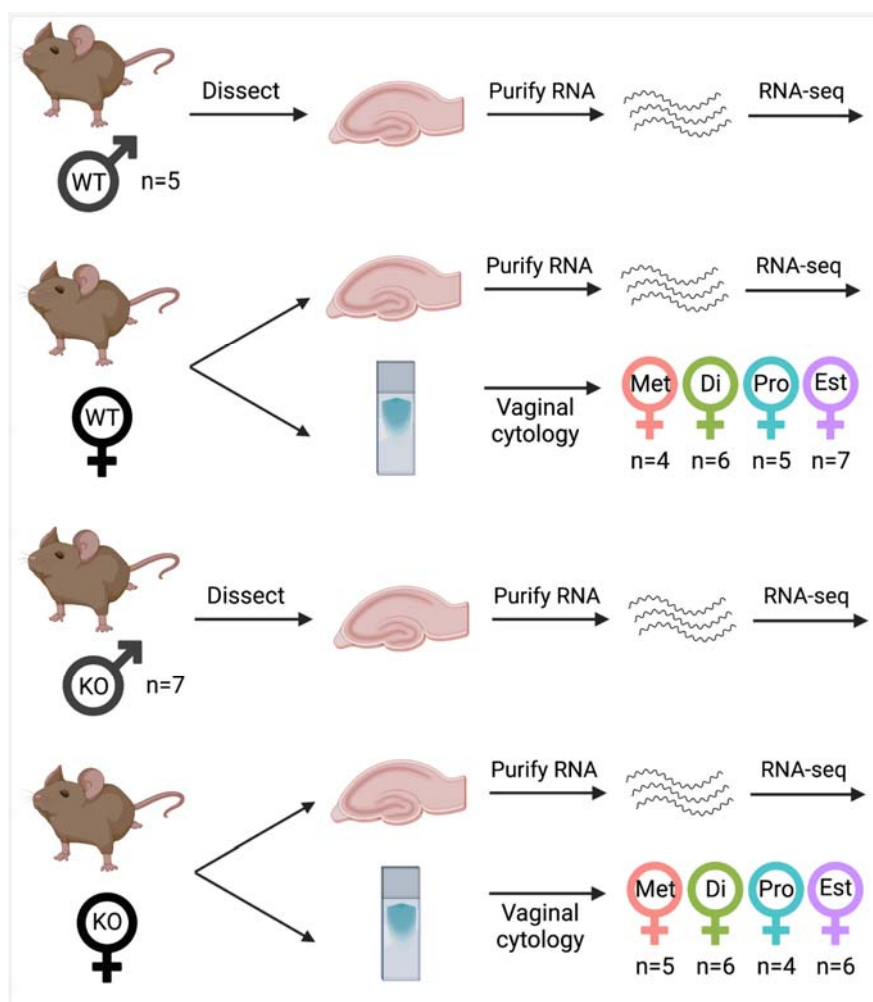 Dissect
Purify RNA
RNA-seq
WT
n=5
Purify RNA
RNA-seq
WT
Vaginal
cytology
Met Di Pro Est
n=4 n=6 n=5 n=7
Dissect
Purify RNA
RNA-seq
KO
n=7
Purify RNA
RNA-seq
KO
Vaginal
cytology
Met Di Pro Est
n=5 n=6 n=4 n=6